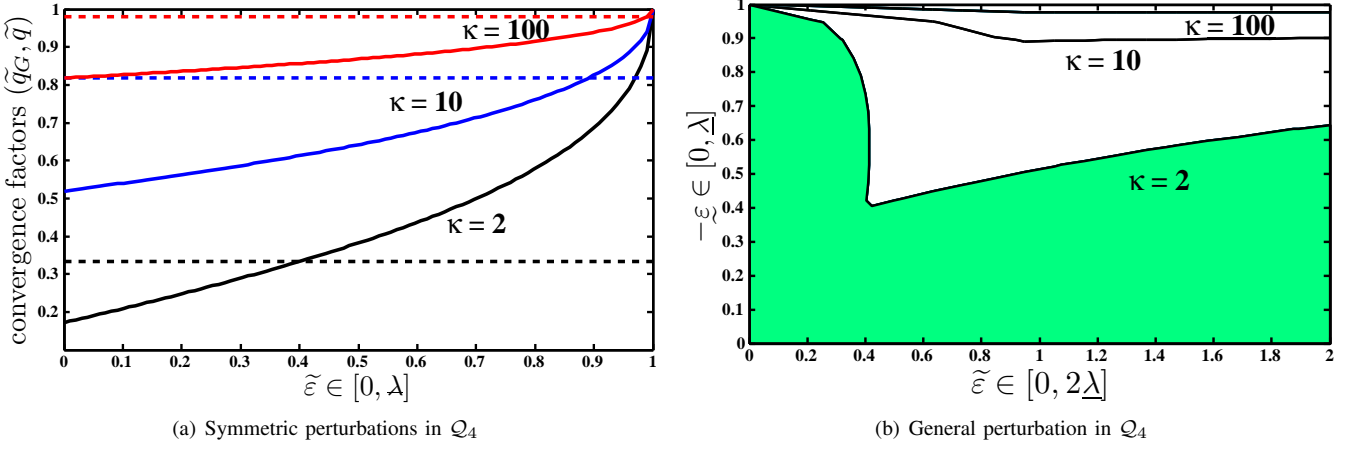 convergence factors (q̃_G, q̃)
1
0.9
0.8
0.7
0.6
0.5
0.4
0.3
0.2
κ = 100
κ = 10
κ = 2
0 0.1 0.2 0.3 0.4 0.5 0.6 0.7 0.8 0.9 1
ε̃ ∈ [0, λ]
(a) Symmetric perturbations in 𝒬₄
−ε̰ ∈ [0, λ̲]
1
0.9
0.8
0.7
0.6
0.5
0.4
0.3
0.2
0.1
0
κ = 100
κ = 10
κ = 2
0 0.2 0.4 0.6 0.8 1 1.2 1.4 1.6 1.8 2
ε̃ ∈ [0, 2λ̲]
(b) General perturbation in 𝒬₄